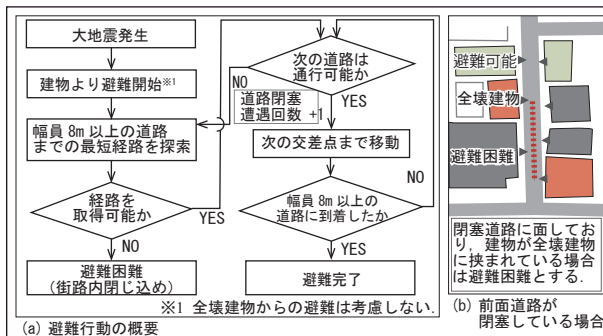 大地震発生
建物より避難開始※1
幅員 8m 以上の道路
までの最短経路を探索
経路を
取得可能か
YES
NO
避難困難
(街路内閉じ込め)
次の道路は
通行可能か
NO
道路閉塞
遭遇回数 +1
YES
次の交差点まで移動
幅員 8m 以上の
道路に到着したか
NO
YES
避難完了
※1 全壊建物からの避難は考慮しない.
(a) 避難行動の概要
避難可能
全壊建物
避難困難
閉塞道路に面してお
り，建物が全壊建物
に挟まれている場合
は避難困難とする.
(b) 前面道路が
閉塞している場合